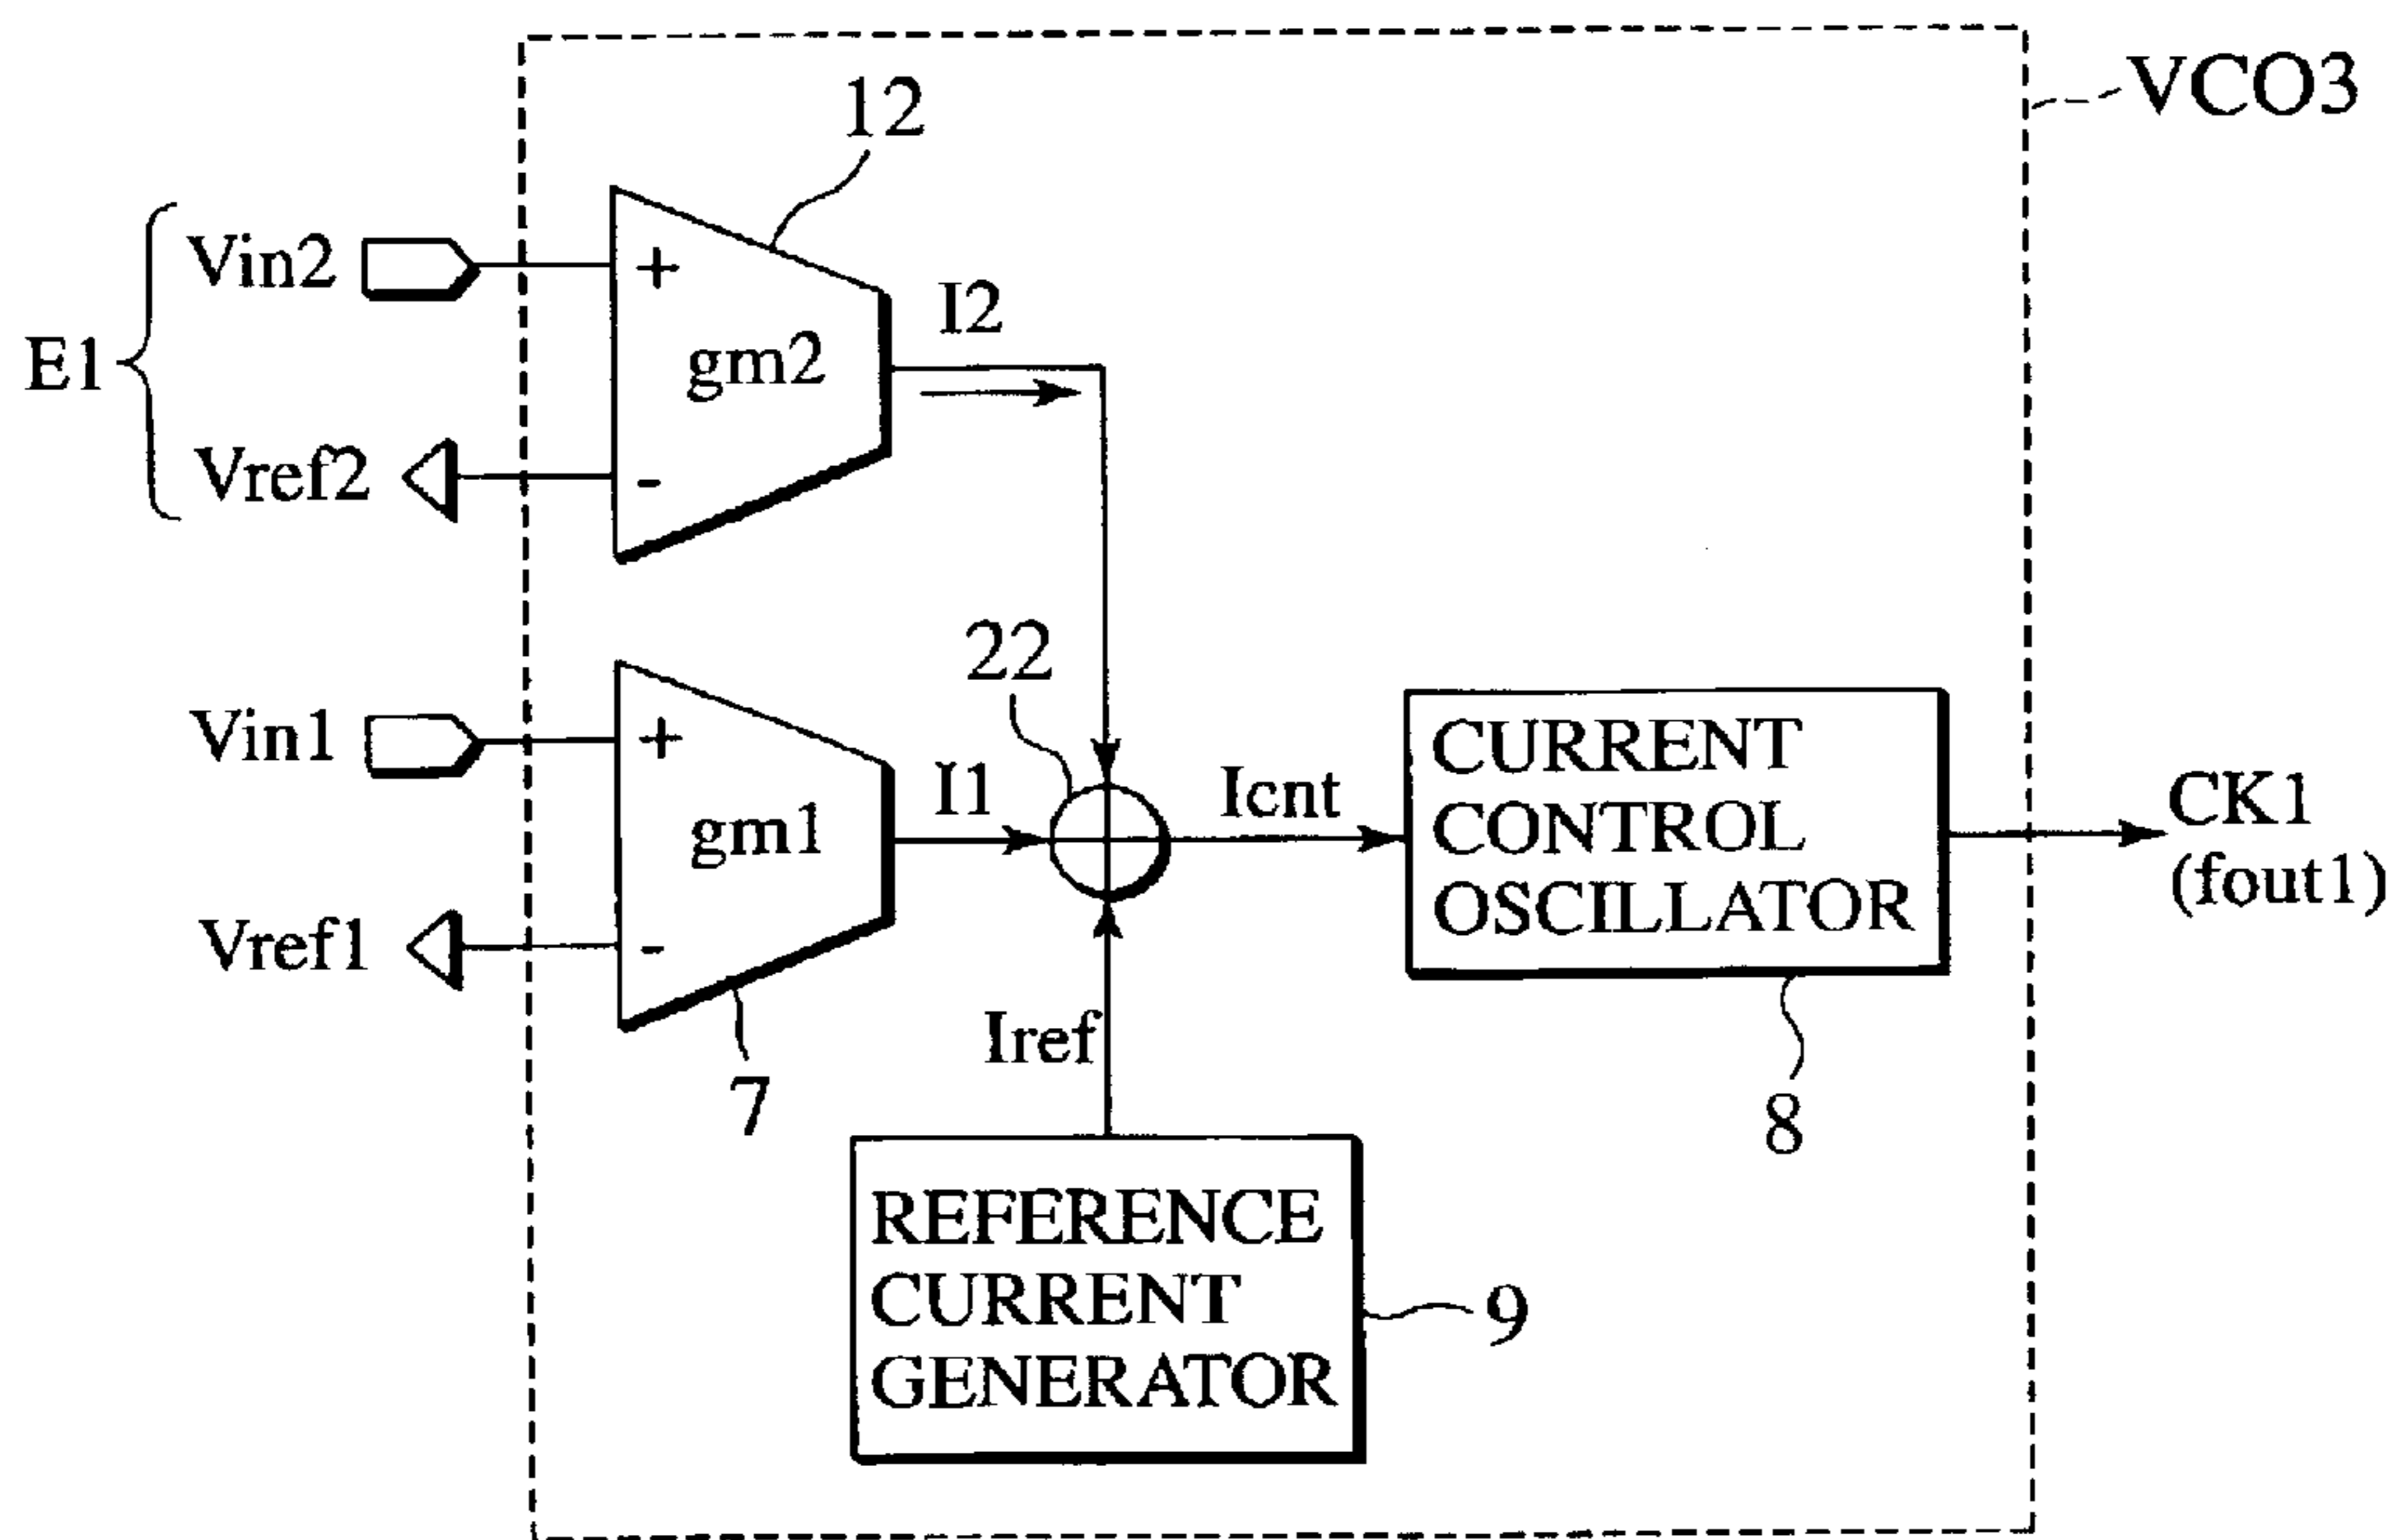 VCO3
12
Vin2
+
I2
E1
gm2
Vref2
-
22
Vin1
+
I1
Icnt
CURRENT
CONTROL
OSCILLATOR
CK1
(fout1)
gm1
Vref1
-
Iref
7
8
REFERENCE
CURRENT
GENERATOR
9